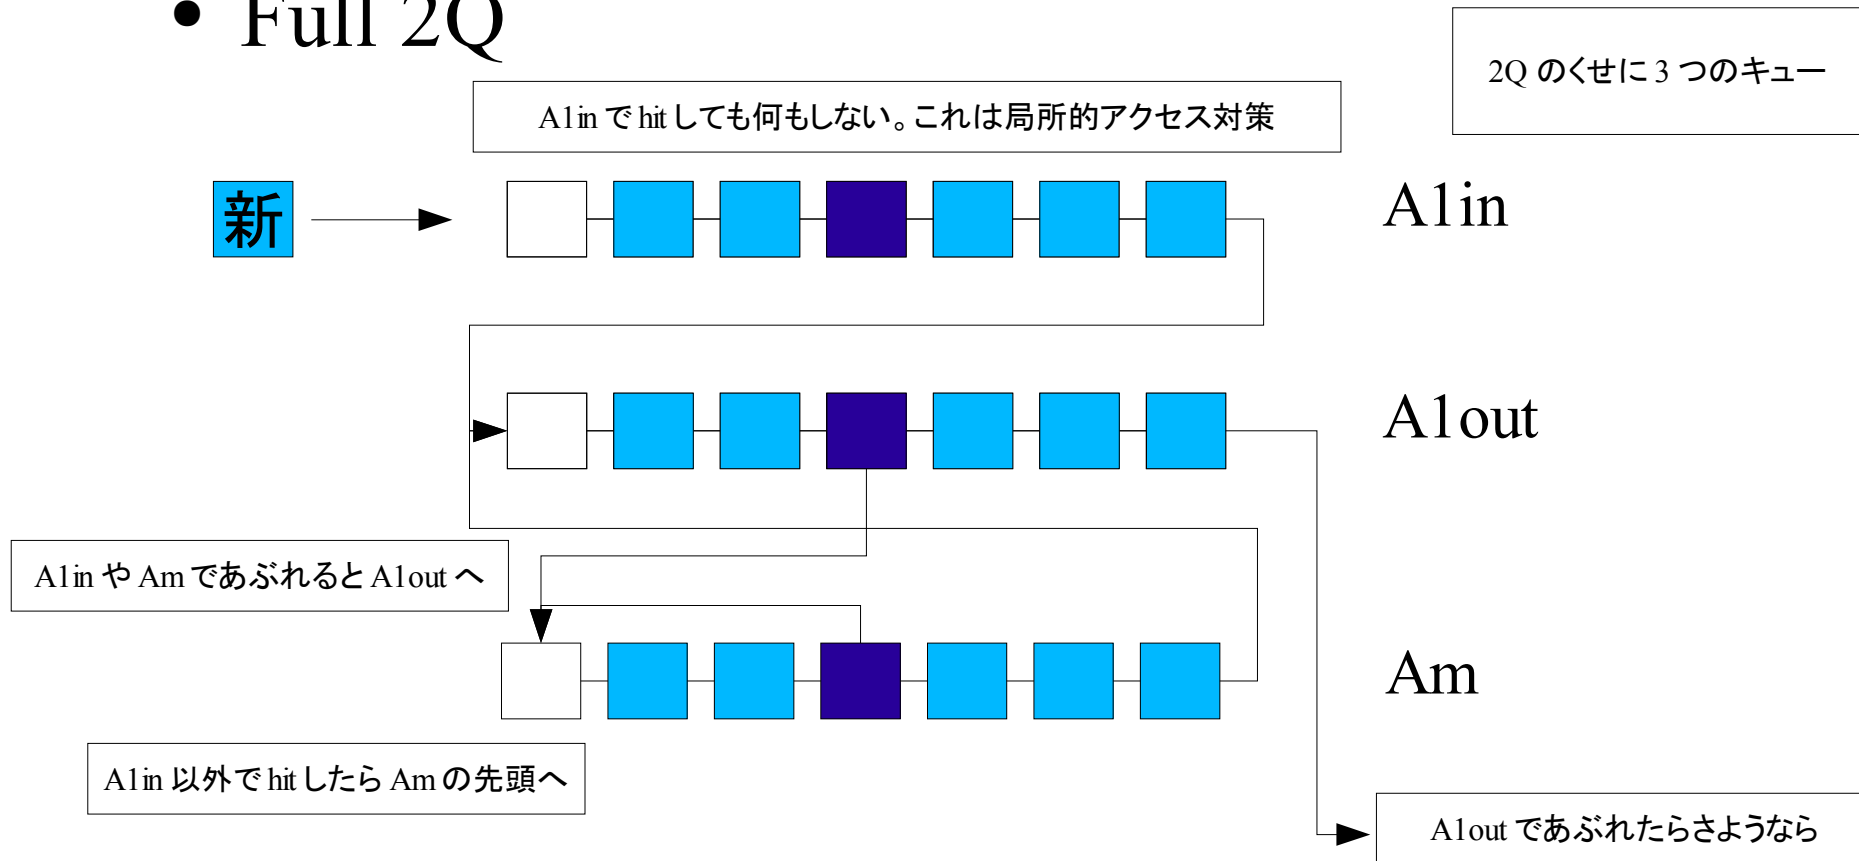 • Full 2Q
2Q のくせに 3 つのキュー
A1in で hit しても何もしない。これは局所的アクセス対策
新
A1in
A1out
A1in や Am であぶれると A1out へ
Am
A1in 以外で hit したら Am の先頭へ
A1out であぶれたらさようなら